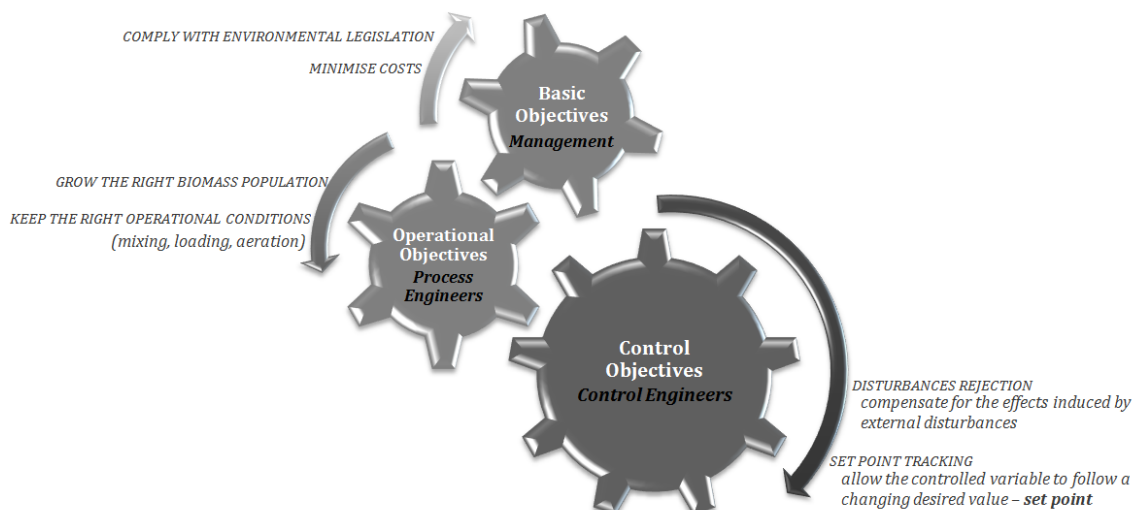 COMPLY WITH ENVIRONMENTAL LEGISLATION
MINIMISE COSTS
Basic
Objectives
Management
GROW THE RIGHT BIOMASS POPULATION
KEEP THE RIGHT OPERATIONAL CONDITIONS
(mixing, loading, aeration)
Operational
Objectives
Process
Engineers
Control
Objectives
Control Engineers
DISTURBANCES REJECTION
compensate for the effects induced by
external disturbances
SET POINT TRACKING
allow the controlled variable to follow a
changing desired value – set point